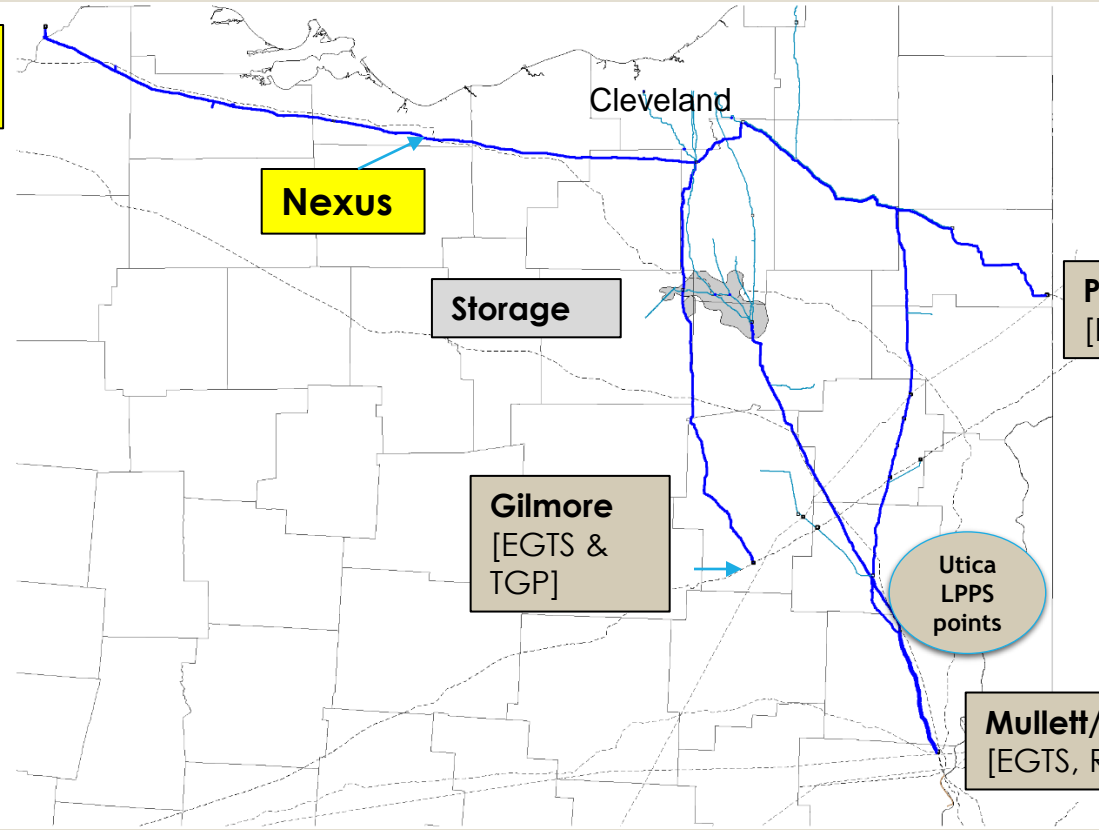 Cleveland
Nexus
Storage
P
[
Gilmore
[EGTS &
TGP]
Utica
LPPS
points
Mullett/
[EGTS, R